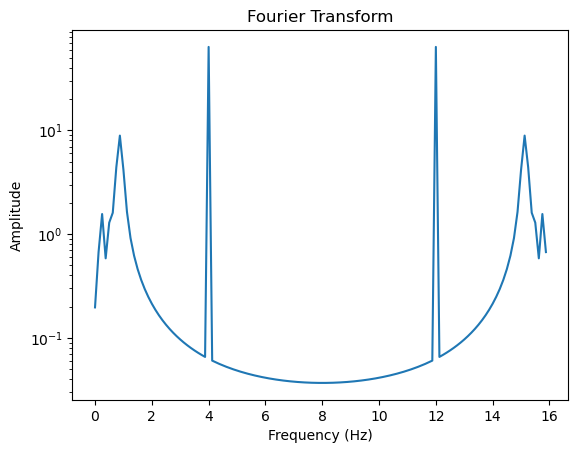 Fourier Transform
Amplitude
10¹
10⁰
10⁻¹
0 2 4 6 8 10 12 14 16
Frequency (Hz)